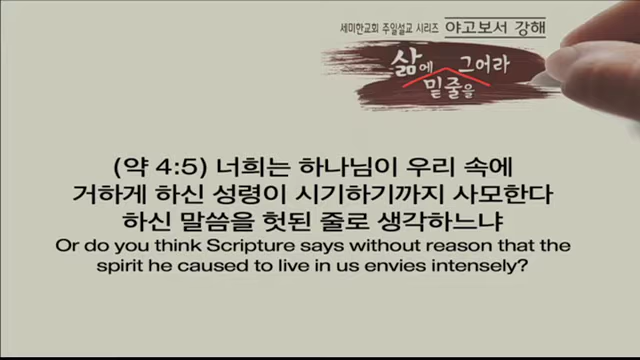 세미한교회 주일설교 시리즈 야고보서 강해
삶에 밑줄을 그어라
(약 4:5) 너희는 하나님이 우리 속에
거하게 하신 성령이 시기하기까지 사모한다
하신 말씀을 헛된 줄로 생각하느냐
Or do you think Scripture says without reason that the
spirit he caused to live in us envies intensely?